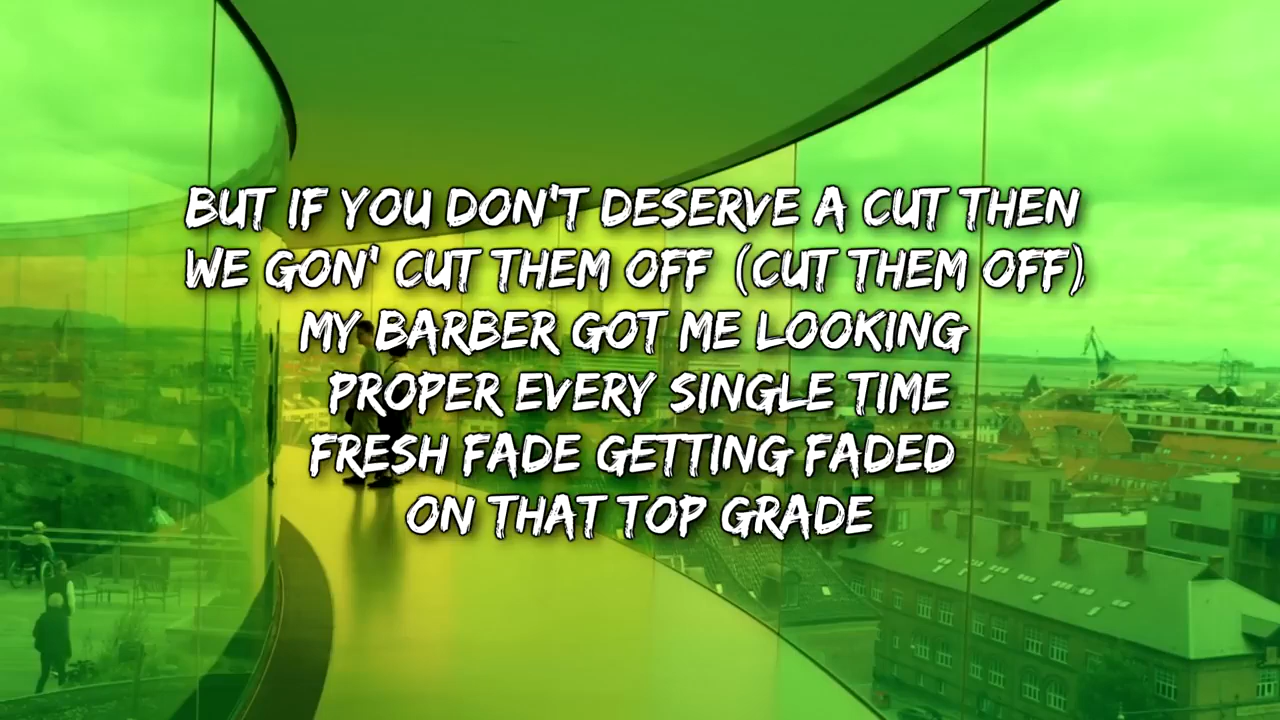 BUT IF YOU DON'T DESERVE A CUT THEN
WE GON' CUT THEM OFF (CUT THEM OFF)
MY BARBER GOT ME LOOKING
PROPER EVERY SINGLE TIME
FRESH FADE GETTING FADED
ON THAT TOP GRADE